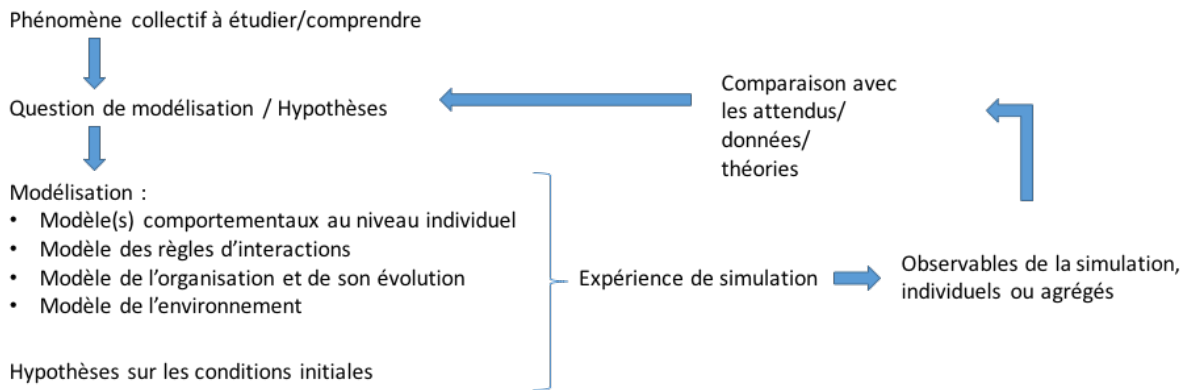 Phénomène collectif à étudier/comprendre
Question de modélisation / Hypothèses
Comparaison avec
les attendus/
données/
théories
Modélisation :
• Modèle(s) comportementaux au niveau individuel
• Modèle des règles d'interactions
• Modèle de l'organisation et de son évolution
• Modèle de l'environnement
Hypothèses sur les conditions initiales
Expérience de simulation
Observables de la simulation,
individuels ou agrégés